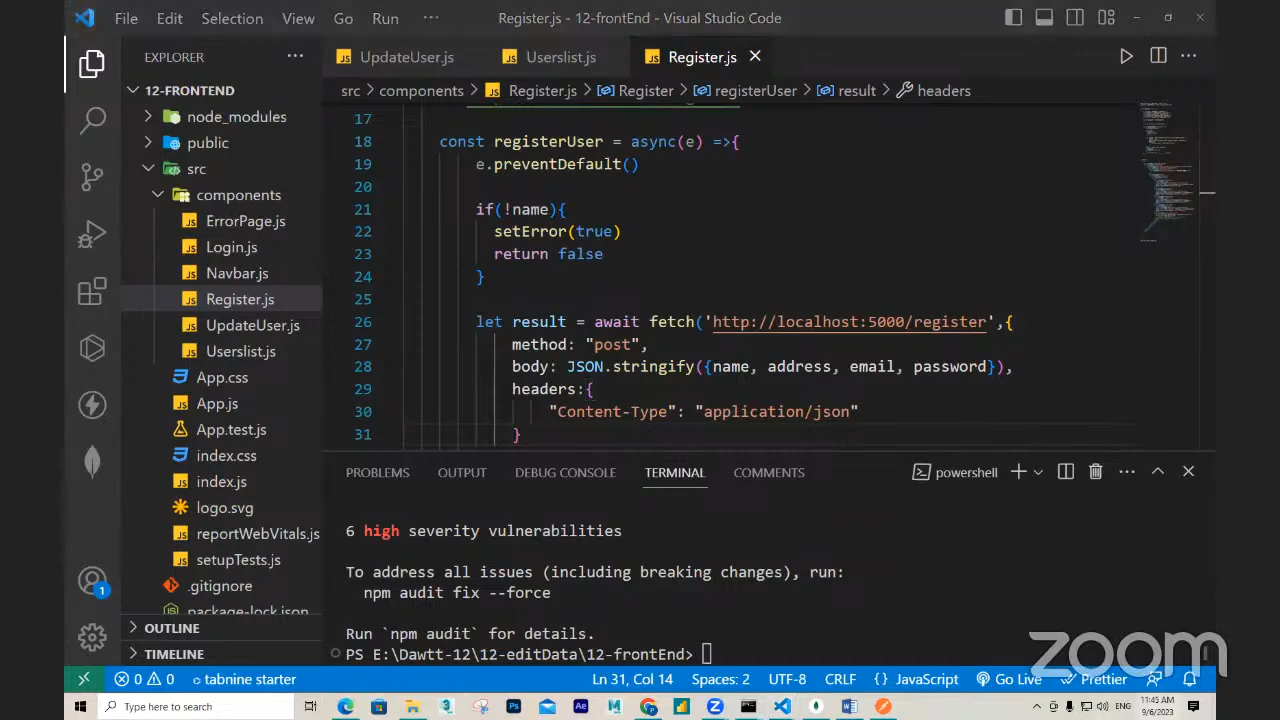 File Edit Selection View Go Run ··· Register.js - 12-frontEnd - Visual Studio Code
EXPLORER ···
12-FRONTEND
node_modules
public
src
components
ErrorPage.js
Login.js
Navbar.js
Register.js
UpdateUser.js
Userslist.js
App.css
App.js
App.test.js
index.css
index.js
logo.svg
reportWebVitals.js
setupTests.js
.gitignore
package-lock.json
OUTLINE
TIMELINE
1
JS UpdateUser.js JS Userslist.js JS Register.js
src > components > JS Register.js > Register > registerUser > result > headers
17
18 const registerUser = async(e) =>{
19 e.preventDefault()
20
21 if(!name){
22 setError(true)
23 return false
24 }
25
26 let result = await fetch('http://localhost:5000/register',{
27 method: "post",
28 body: JSON.stringify({name, address, email, password}),
29 headers:{
30 "Content-Type": "application/json"
31 }
PROBLEMS OUTPUT DEBUG CONSOLE TERMINAL COMMENTS powershell
6 high severity vulnerabilities
To address all issues (including breaking changes), run:
npm audit fix --force
Run `npm audit` for details.
PS E:\Dawtt-12\12-editData\12-frontEnd>
zoom
0 0 tabnine starter Ln 31, Col 14 Spaces: 2 UTF-8 CRLF {} JavaScript Go Live Prettier
Type here to search
11:45 AM
9/6/2023